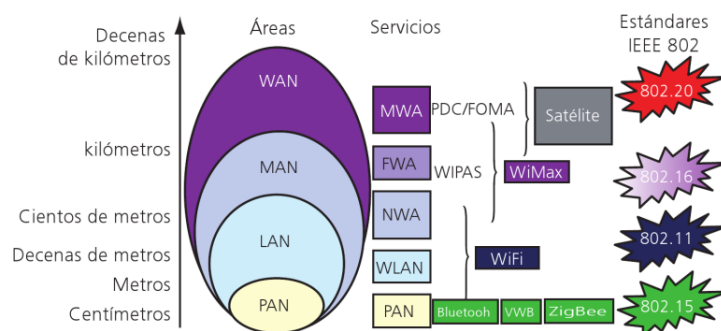 Decenas
de kilómetros
Áreas
Servicios
Estándares
IEEE 802
WAN
MWA
PDC/FOMA
Satélite
802.20
kilómetros
MAN
FWA
WIPAS
WiMax
802.16
Cientos de metros
NWA
Decenas de metros
LAN
WLAN
WiFi
802.11
Metros
Centímetros
PAN
PAN
Bluetooh
VWB
ZigBee
802.15